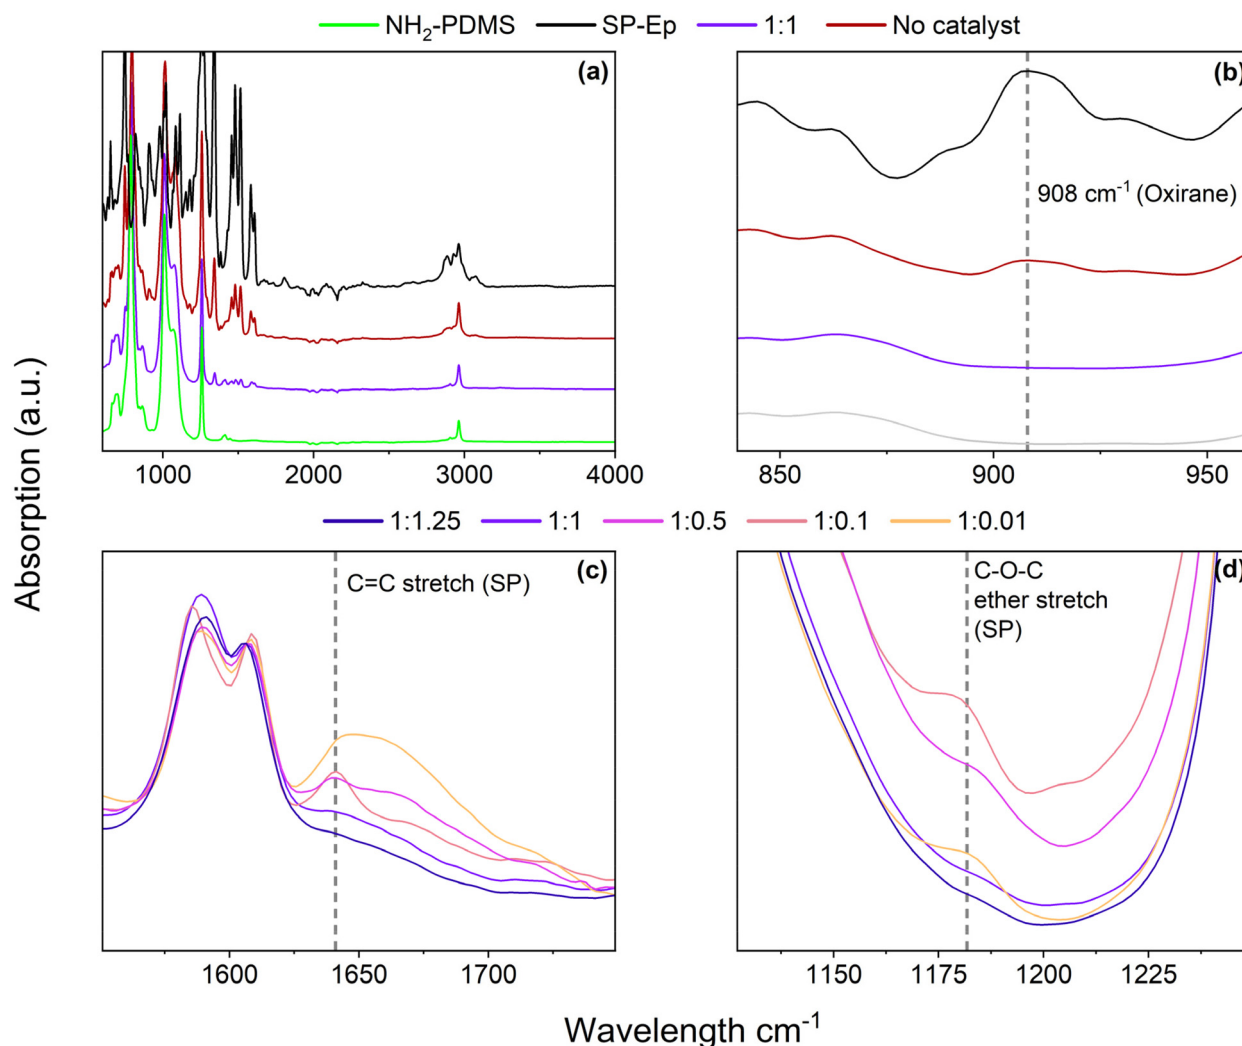 NH₂-PDMS SP-Ep 1:1 No catalyst
(a)
(b)
908 cm⁻¹ (Oxirane)
1000 2000 3000 4000
850 900 950
Absorption (a.u.)
1:1.25 1:1 1:0.5 1:0.1 1:0.01
(c)
C=C stretch (SP)
(d)
C-O-C
ether stretch
(SP)
1600 1650 1700
1150 1175 1200 1225
Wavelength cm⁻¹